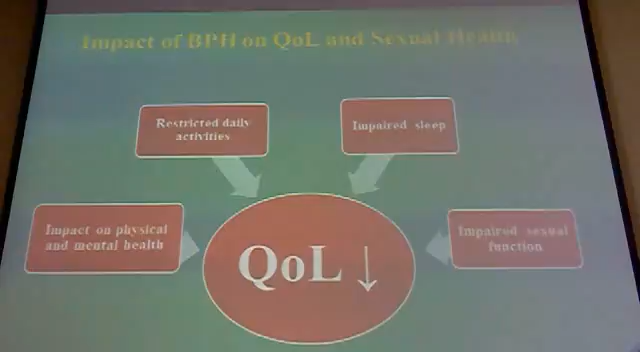 Impact of BPH on QoL and Sexual Health
Restricted daily
activities
Impaired sleep
Impact on physical
and mental health
Impaired sexual
function
QoL ↓